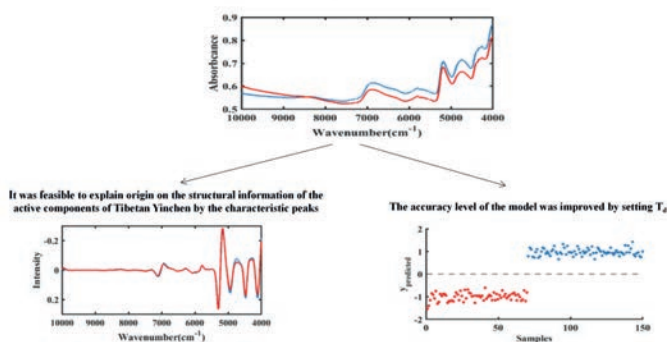 0.9
0.8
0.7
0.6
0.5
Absorbcance
10000 9000 8000 7000 6000 5000 4000
Wavenumber(cm⁻¹)
It was feasible to explain origin on the structural information of the
active components of Tibetan Yinchen by the characteristic peaks
-0.2
0
0.2
Intensity
10000 9000 8000 7000 6000 5000 4000
Wavenumber(cm⁻¹)
The accuracy level of the model was improved by setting Tₐ
2
1
0
-1
-2
y predicted
0 50 100 150
Samples